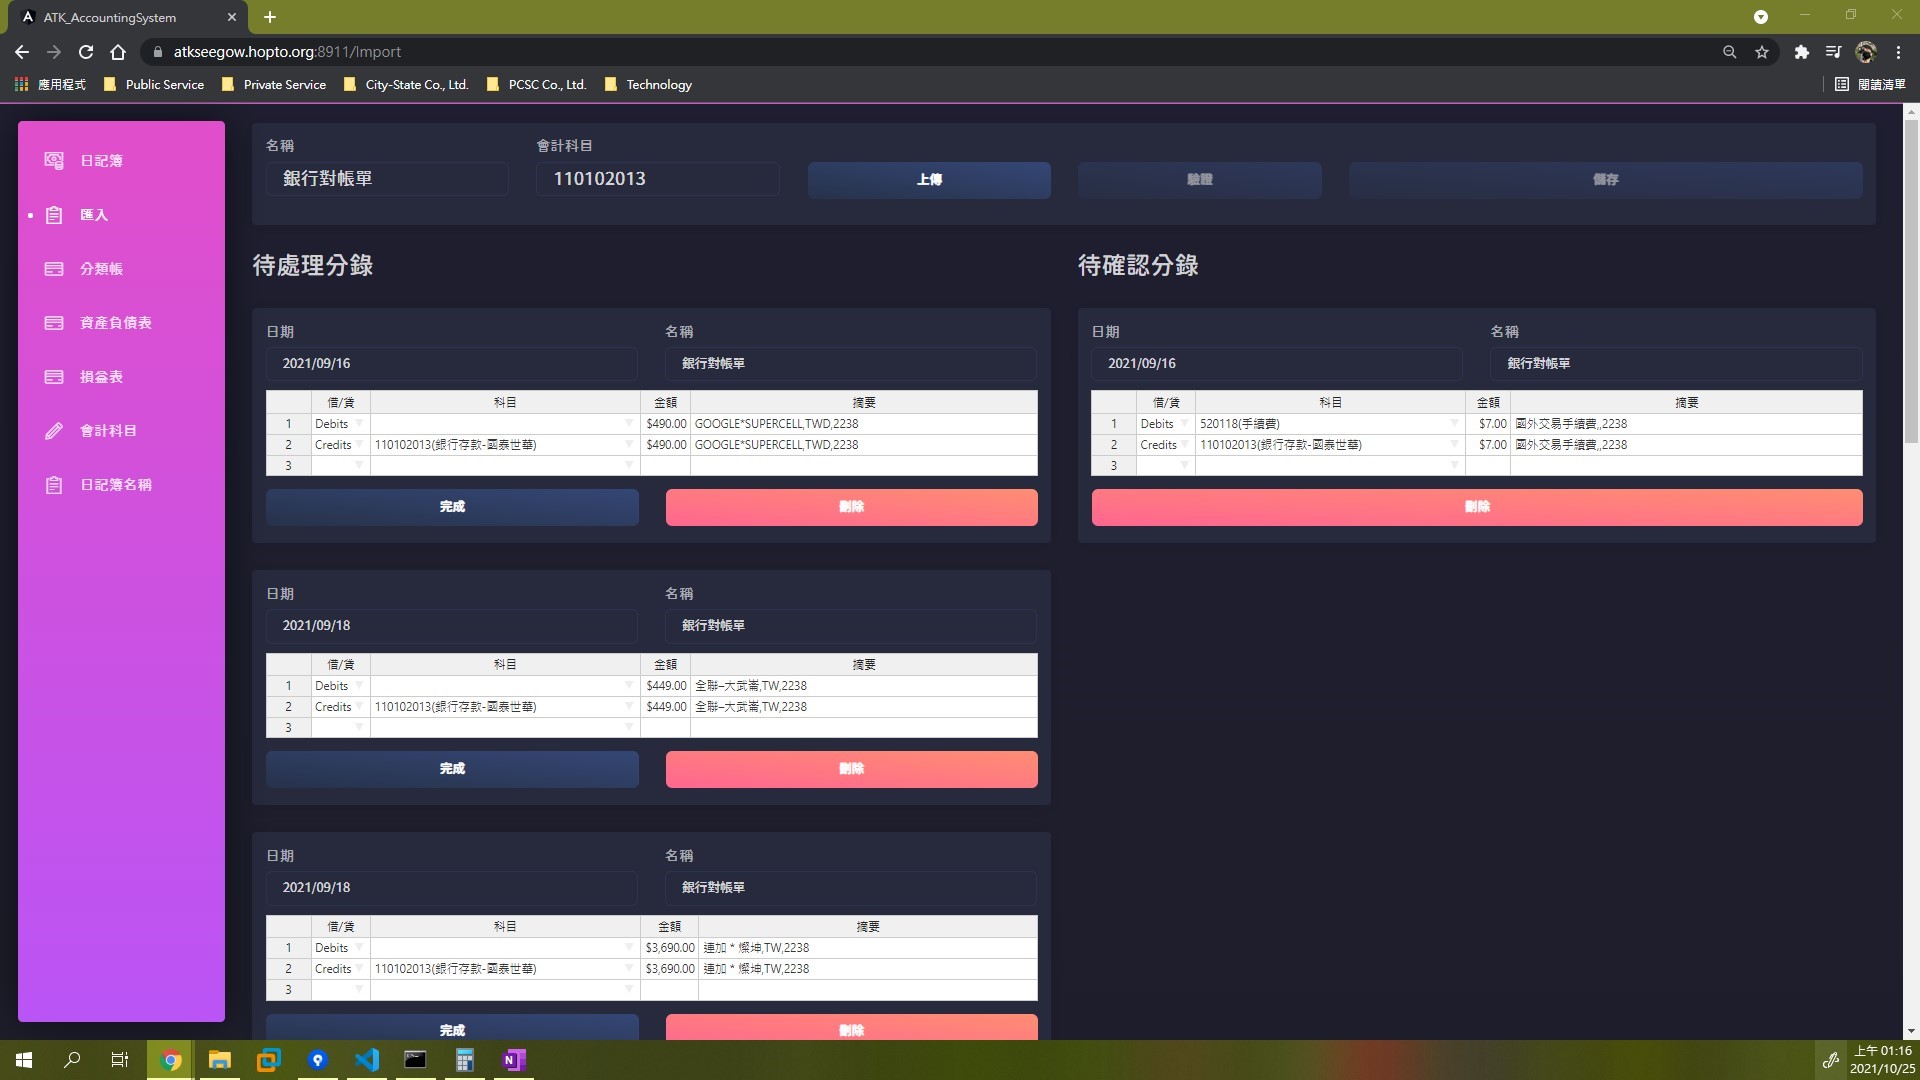 ATK_AccountingSystem
atkseegow.hopto.org:8911/Import
應用程式 Public Service Private Service City-State Co., Ltd. PCSC Co., Ltd. Technology 閱讀清單
日記簿
匯入
分類帳
資產負債表
損益表
會計科目
日記簿名稱
名稱 會計科目
銀行對帳單 110102013 上傳 驗證 儲存
待處理分錄
日期 名稱
2021/09/16 銀行對帳單
借/貸 科目 金額 摘要
1 Debits $490.00 GOOGLE*SUPERCELL,TWD,2238
2 Credits 110102013(銀行存款-國泰世華) $490.00 GOOGLE*SUPERCELL,TWD,2238
3
完成 刪除
日期 名稱
2021/09/18 銀行對帳單
借/貸 科目 金額 摘要
1 Debits $449.00 全聯–大武崙,TW,2238
2 Credits 110102013(銀行存款-國泰世華) $449.00 全聯–大武崙,TW,2238
3
完成 刪除
日期 名稱
2021/09/18 銀行對帳單
借/貸 科目 金額 摘要
1 Debits $3,690.00 連加 * 燦坤,TW,2238
2 Credits 110102013(銀行存款-國泰世華) $3,690.00 連加 * 燦坤,TW,2238
3
完成 刪除
待確認分錄
日期 名稱
2021/09/16 銀行對帳單
借/貸 科目 金額 摘要
1 Debits 520118(手續費) $7.00 國外交易手續費,,2238
2 Credits 110102013(銀行存款-國泰世華) $7.00 國外交易手續費,,2238
3
刪除
上午 01:16
2021/10/25